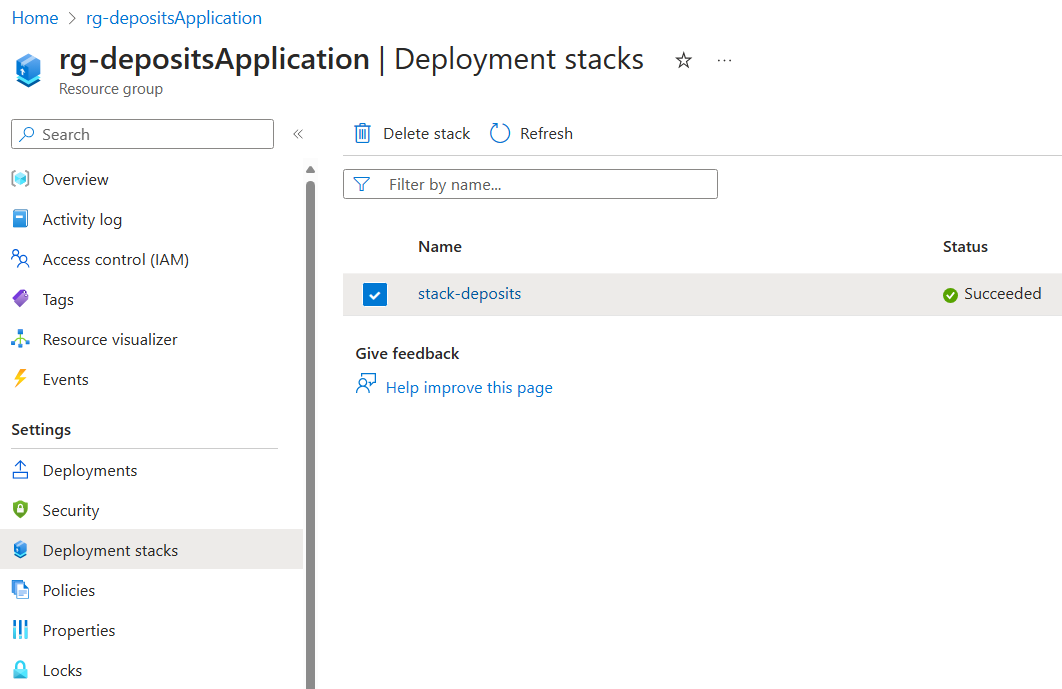 Home > rg-depositsApplication
rg-depositsApplication | Deployment stacks
Resource group
Search
Delete stack Refresh
Filter by name...
Overview
Activity log
Access control (IAM)
Tags
Resource visualizer
Events
Settings
Deployments
Security
Deployment stacks
Policies
Properties
Locks
Name Status
stack-deposits Succeeded
Give feedback
Help improve this page